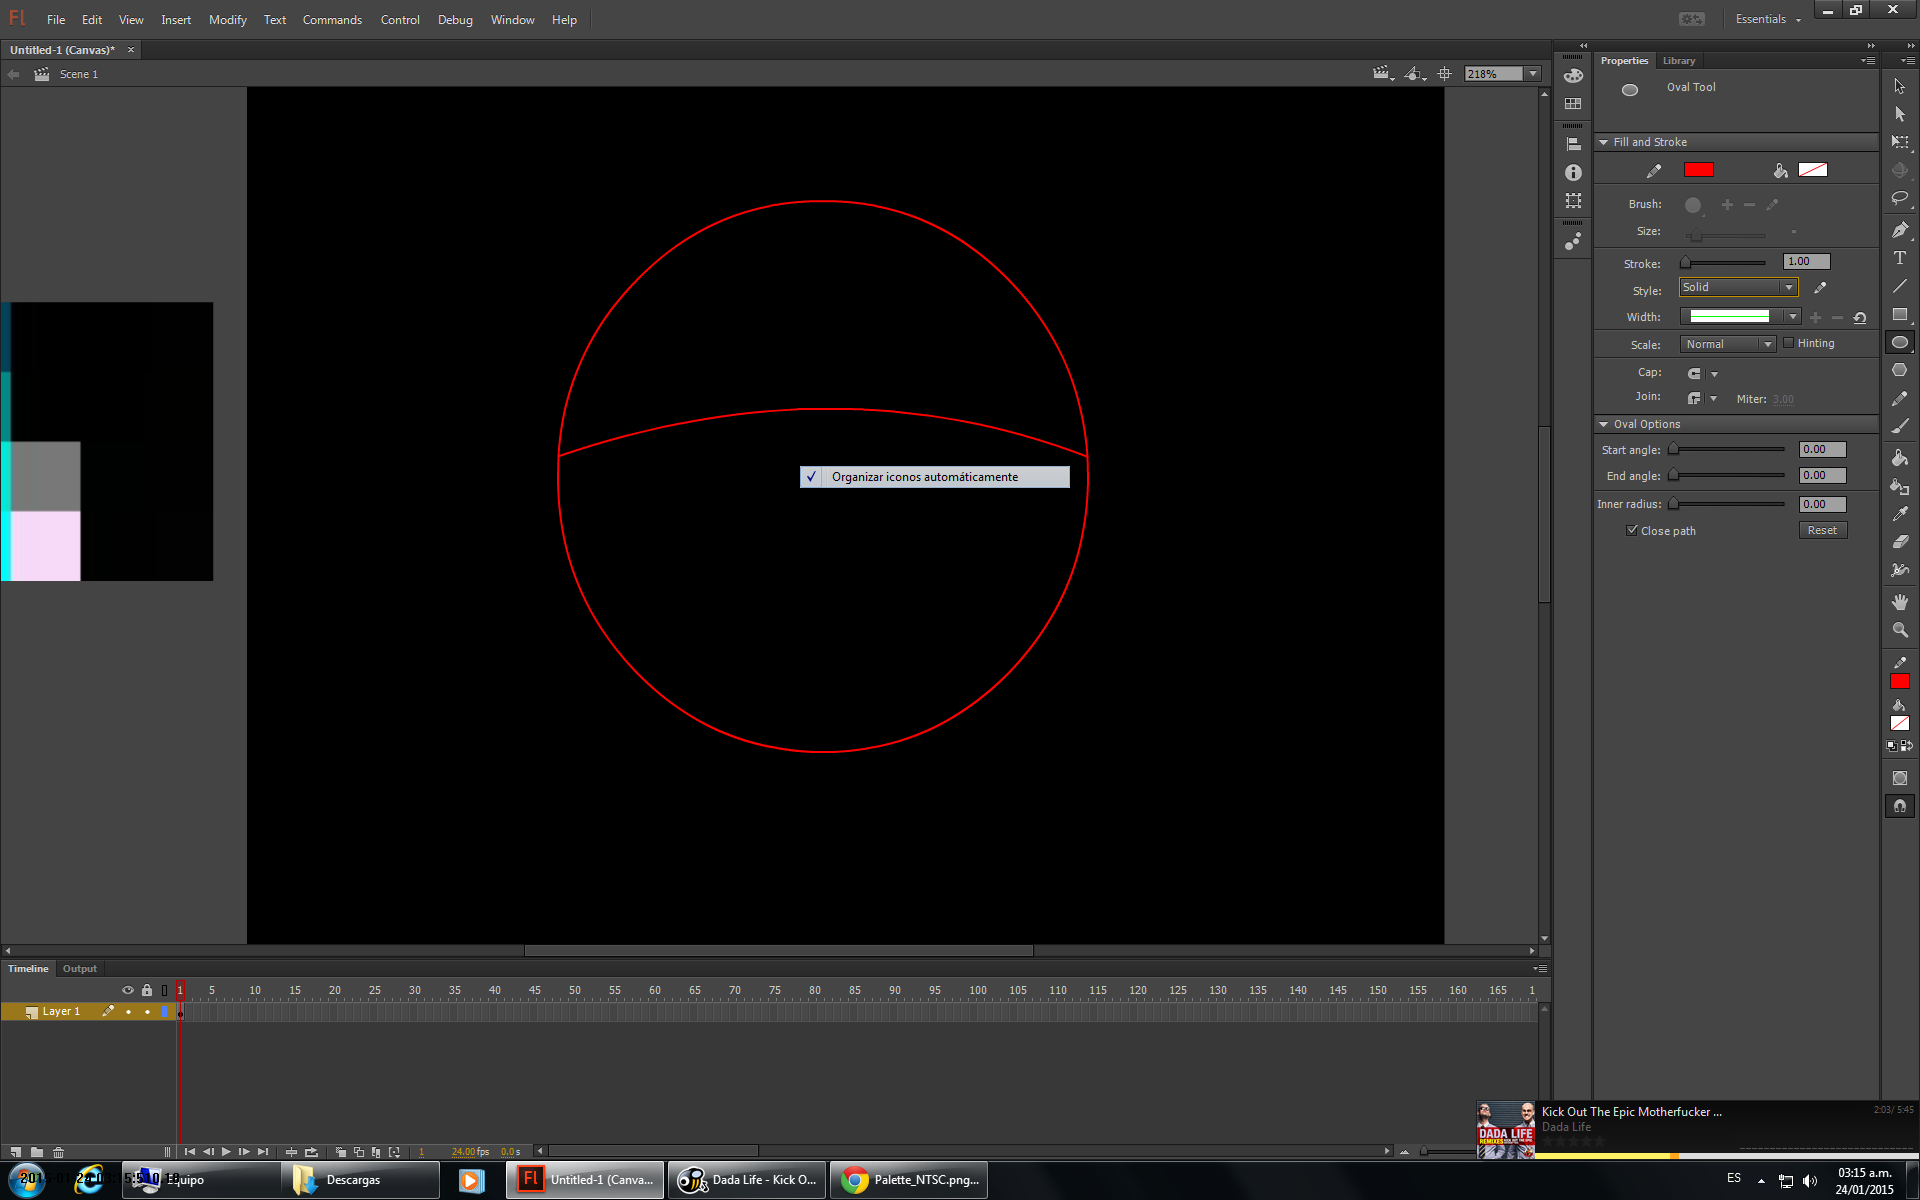 Fl File Edit View Insert Modify Text Commands Control Debug Window Help Essentials
Untitled-1 (Canvas)*
Scene 1
218%
Properties Library
Oval Tool
Fill and Stroke
Brush:
Size:
Stroke: 1.00
Style: Solid
Width:
Scale: Normal Hinting
Cap:
Join: Miter: 3.00
Oval Options
Start angle: 0.00
End angle: 0.00
Inner radius: 0.00
Close path Reset
Organizar iconos automáticamente
Timeline Output
1 5 10 15 20 25 30 35 40 45 50 55 60 65 70 75 80 85 90 95 100 105 110 115 120 125 130 135 140 145 150 155 160 165 1
Layer 1
1 24.00 fps 0.0 s
Kick Out The Epic Motherfucker ... 2:03/ 5:45
Dada Life
DADA LIFE
Equipo
Descargas
Fl Untitled-1 (Canva...
Dada Life - Kick O...
Palette_NTSC.png...
ES
03:15 a.m.
24/01/2015